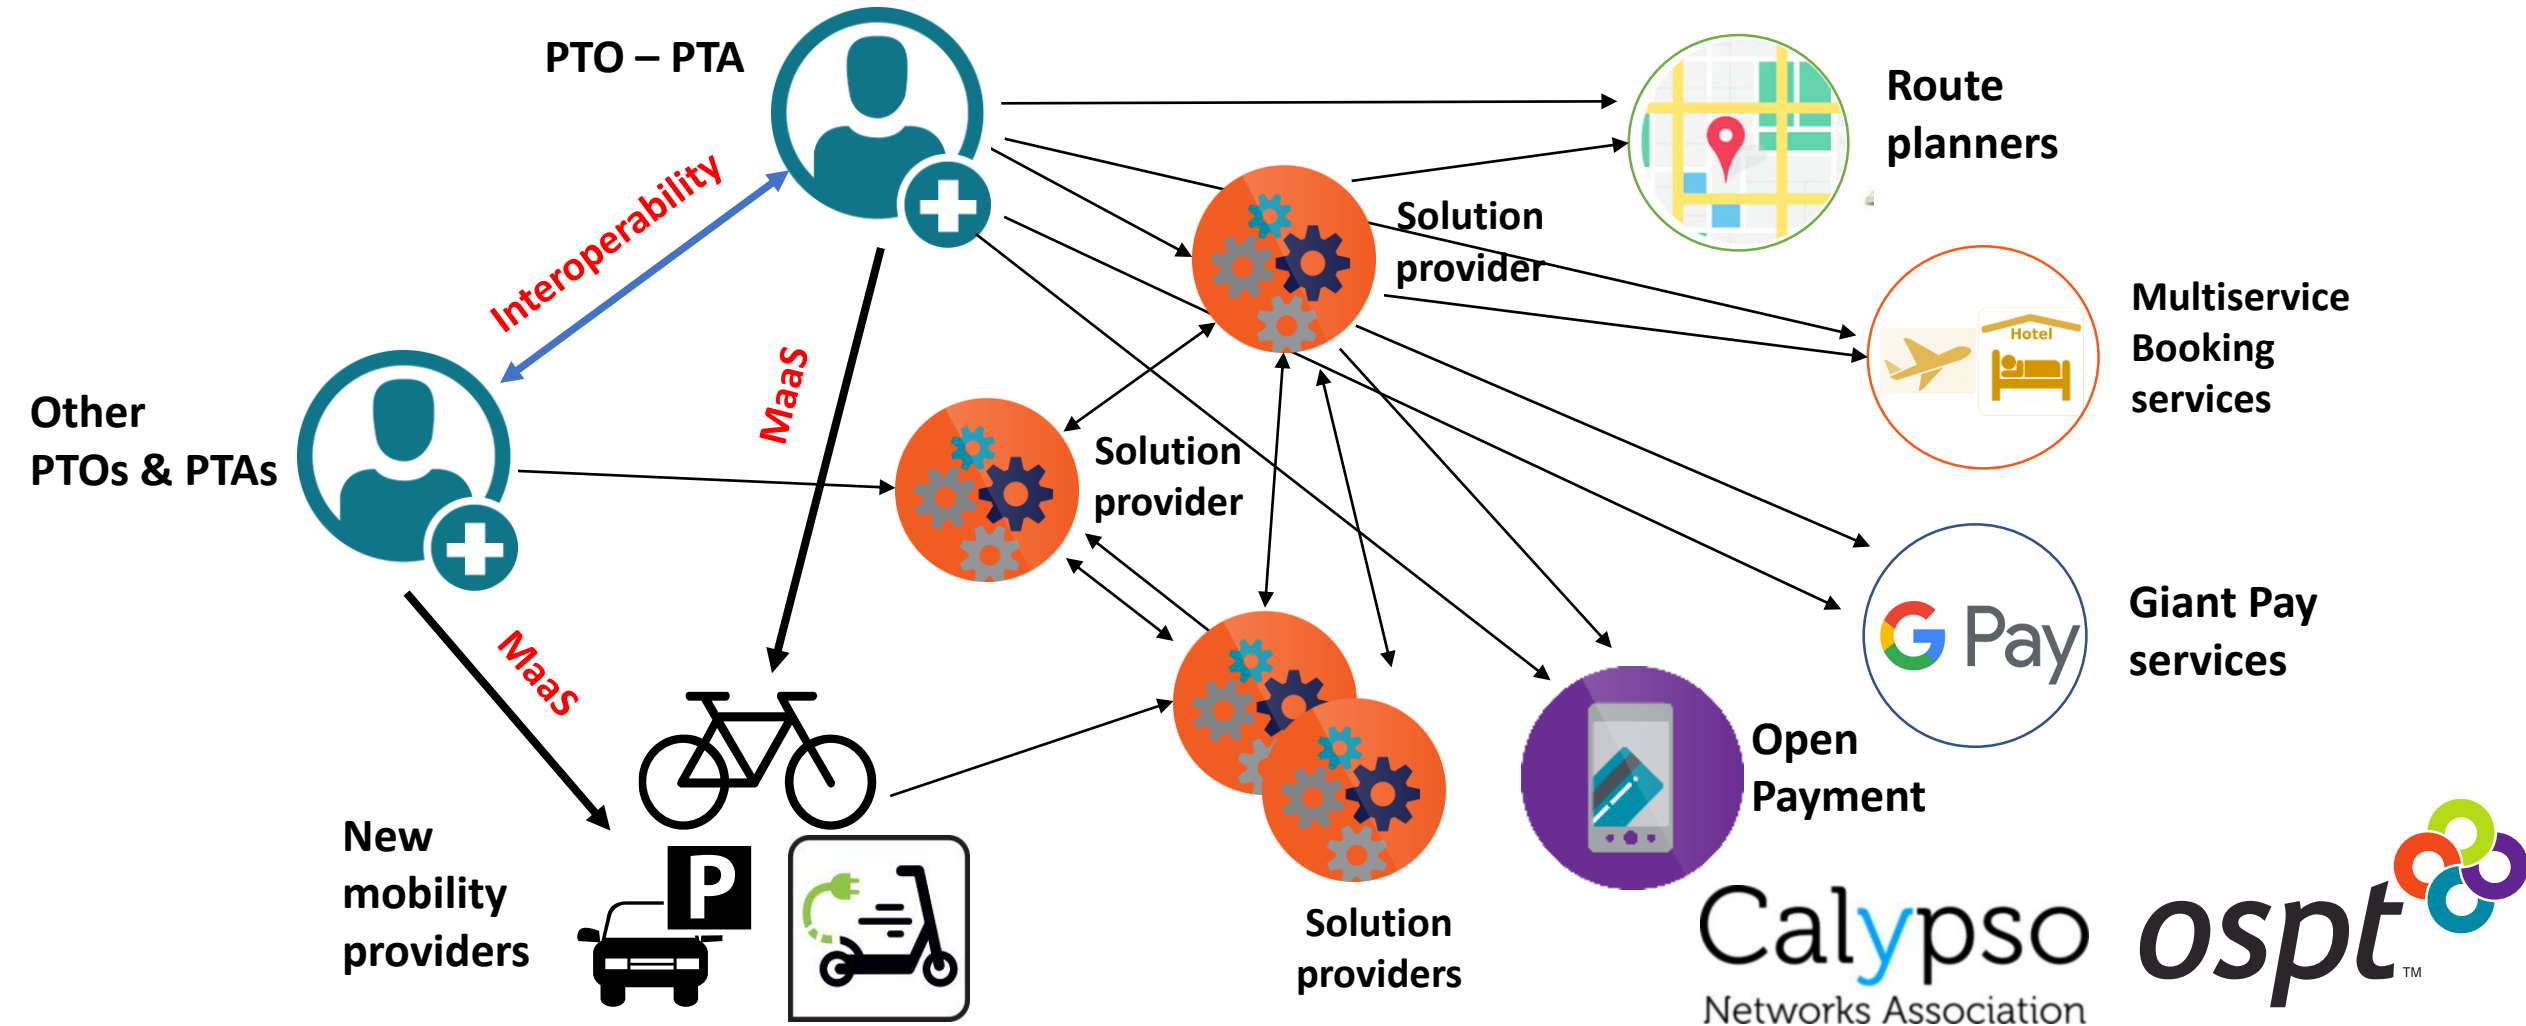 PTO – PTA
Route
planners
Interoperability
Solution
provider
Multiservice
Booking
services
Hotel
MaaS
Other
PTOs & PTAs
Solution
provider
Giant Pay
services
G Pay
MaaS
Open
Payment
New
mobility
providers
P
Solution
providers
Calypso
Networks Association
ospt
TM